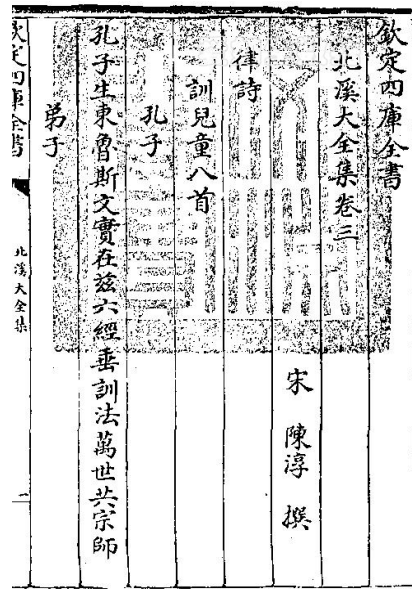 欽定四庫全書
北溪大全集卷三
宋 陳淳 撰
律詩
訓兒童八首
孔子
孔子生東魯斯文實在兹六經垂訓法萬世共宗師
弟子
欽定四庫全書
北溪大全集
一